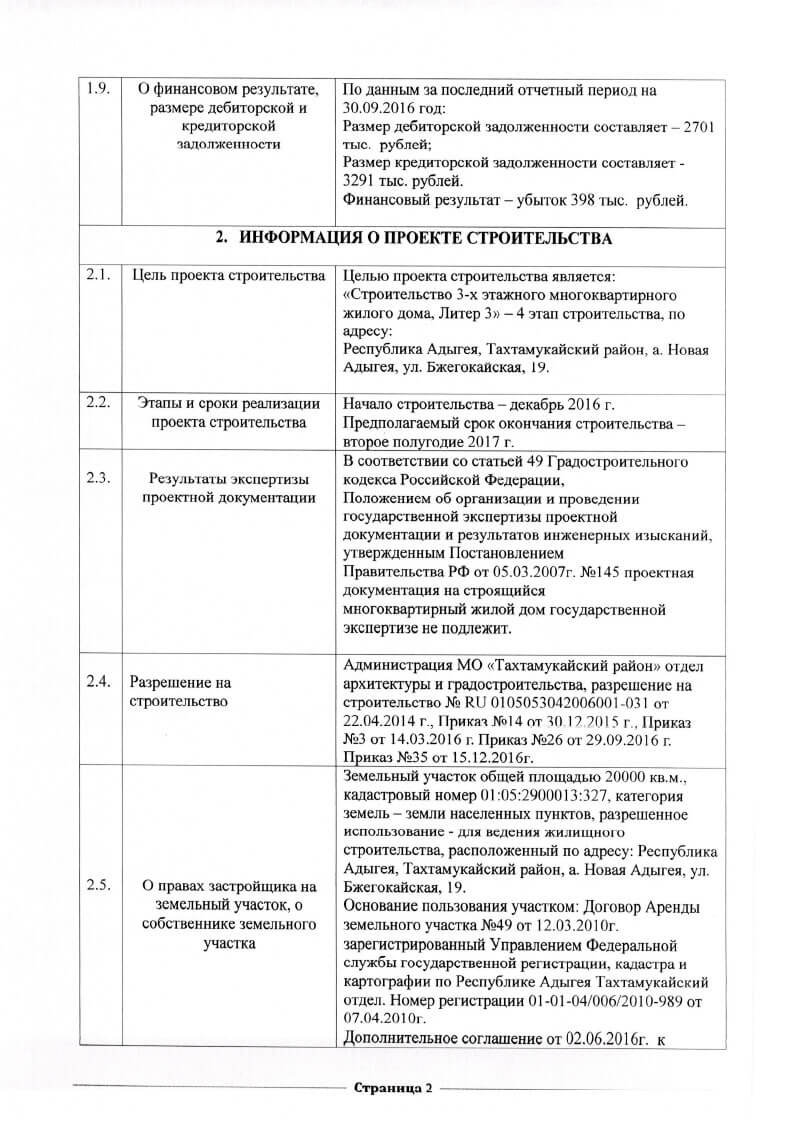 1.9.
О финансовом результате,
размере дебиторской и
кредиторской
задолженности
По данным за последний отчетный период на
30.09.2016 год:
Размер дебиторской задолженности составляет – 2701
тыс. рублей;
Размер кредиторской задолженности составляет -
3291 тыс. рублей.
Финансовый результат – убыток 398 тыс. рублей.
2. ИНФОРМАЦИЯ О ПРОЕКТЕ СТРОИТЕЛЬСТВА
2.1.
Цель проекта строительства
Целью проекта строительства является:
«Строительство 3-х этажного многоквартирного
жилого дома, Литер 3» – 4 этап строительства, по
адресу:
Республика Адыгея, Тахтамукайский район, а. Новая
Адыгея, ул. Бжегокайская, 19.
2.2.
Этапы и сроки реализации
проекта строительства
Начало строительства – декабрь 2016 г.
Предполагаемый срок окончания строительства –
второе полугодие 2017 г.
2.3.
Результаты экспертизы
проектной документации
В соответствии со статьей 49 Градостроительного
кодекса Российской Федерации,
Положением об организации и проведении
государственной экспертизы проектной
документации и результатов инженерных изысканий,
утвержденным Постановлением
Правительства РФ от 05.03.2007г. №145 проектная
документация на строящийся
многоквартирный жилой дом государственной
экспертизе не подлежит.
2.4.
Разрешение на
строительство
Администрация МО «Тахтамукайский район» отдел
архитектуры и градостроительства, разрешение на
строительство № RU 0105053042006001-031 от
22.04.2014 г., Приказ №14 от 30.12.2015 г., Приказ
№3 от 14.03.2016 г. Приказ №26 от 29.09.2016 г.
Приказ №35 от 15.12.2016г.
2.5.
О правах застройщика на
земельный участок, о
собственнике земельного
участка
Земельный участок общей площадью 20000 кв.м.,
кадастровый номер 01:05:2900013:327, категория
земель – земли населенных пунктов, разрешенное
использование - для ведения жилищного
строительства, расположенный по адресу: Республика
Адыгея, Тахтамукайский район, а. Новая Адыгея, ул.
Бжегокайская, 19.
Основание пользования участком: Договор Аренды
земельного участка №49 от 12.03.2010г.
зарегистрированный Управлением Федеральной
службы государственной регистрации, кадастра и
картографии по Республике Адыгея Тахтамукайский
отдел. Номер регистрации 01-01-04/006/2010-989 от
07.04.2010г.
Дополнительное соглашение от 02.06.2016г. к
Страница 2